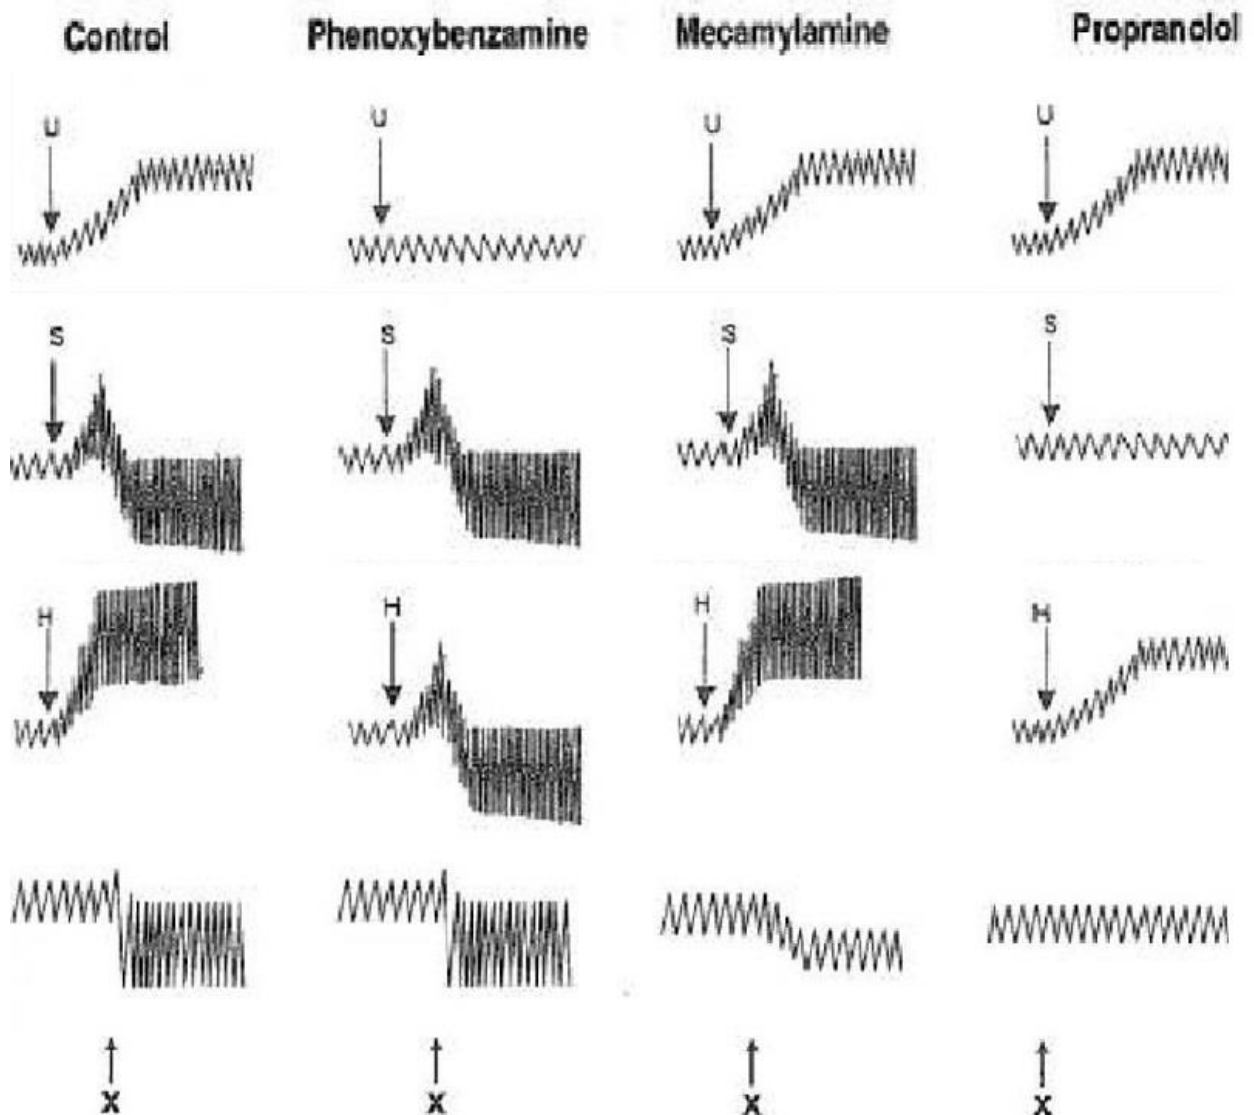 Control Phenoxybenzamine Mecamylamine Propranolol
U U U U
S S S S
H H H H
X X X X